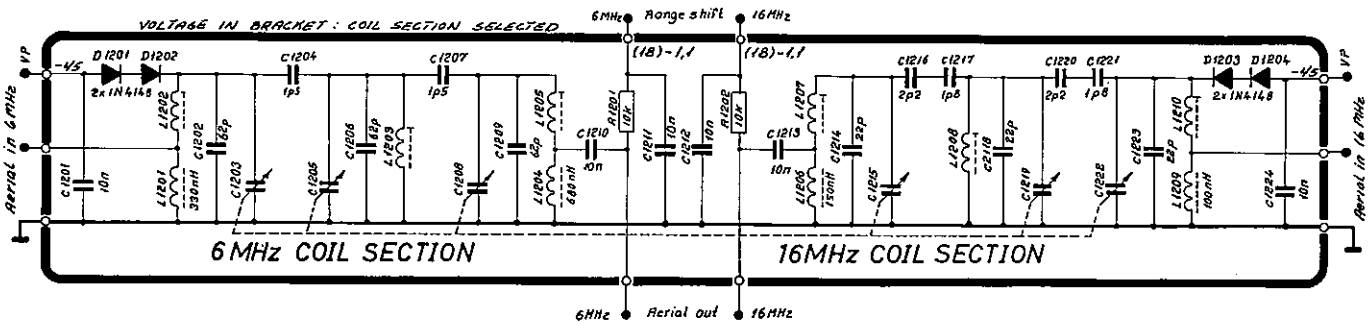 VOLTAGE IN BRACKET : COIL SECTION SELECTED
6MHz Range shift 16MHz
(18)-1,1 (18)-1,1
VP
-45
D1201 D1202
2x1N4148
C1204
1p5
C1207
1p5
L1202
C1202
62p
C1206
62p
L1203
C1209
62p
L1205
C1210
10n
R1201
10k
C1211
10n
C1212
10n
R1202
10k
C1213
10n
L1207
C1214
22p
C1216
2p2
C1217
1p8
L1208
C2118
22p
C1220
2p2
C1221
1p8
C1223
22p
L1210
D1203 D1204
2x1N4148
-45
VP
Aerial in 6MHz
C1201
10n
L1201
330nH
C1203
C1205
C1208
L1204
680nH
L1206
150nH
C1215
C1219
C1222
L1209
100nH
C1224
10n
Aerial in 16MHz
6MHz COIL SECTION
16MHz COIL SECTION
6MHz Aerial out 16MHz